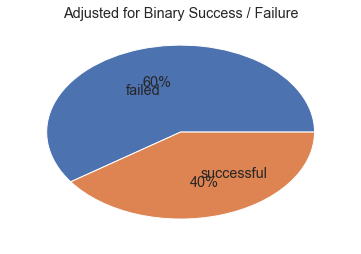 Adjusted for Binary Success / Failure
60%
failed
successful
40%